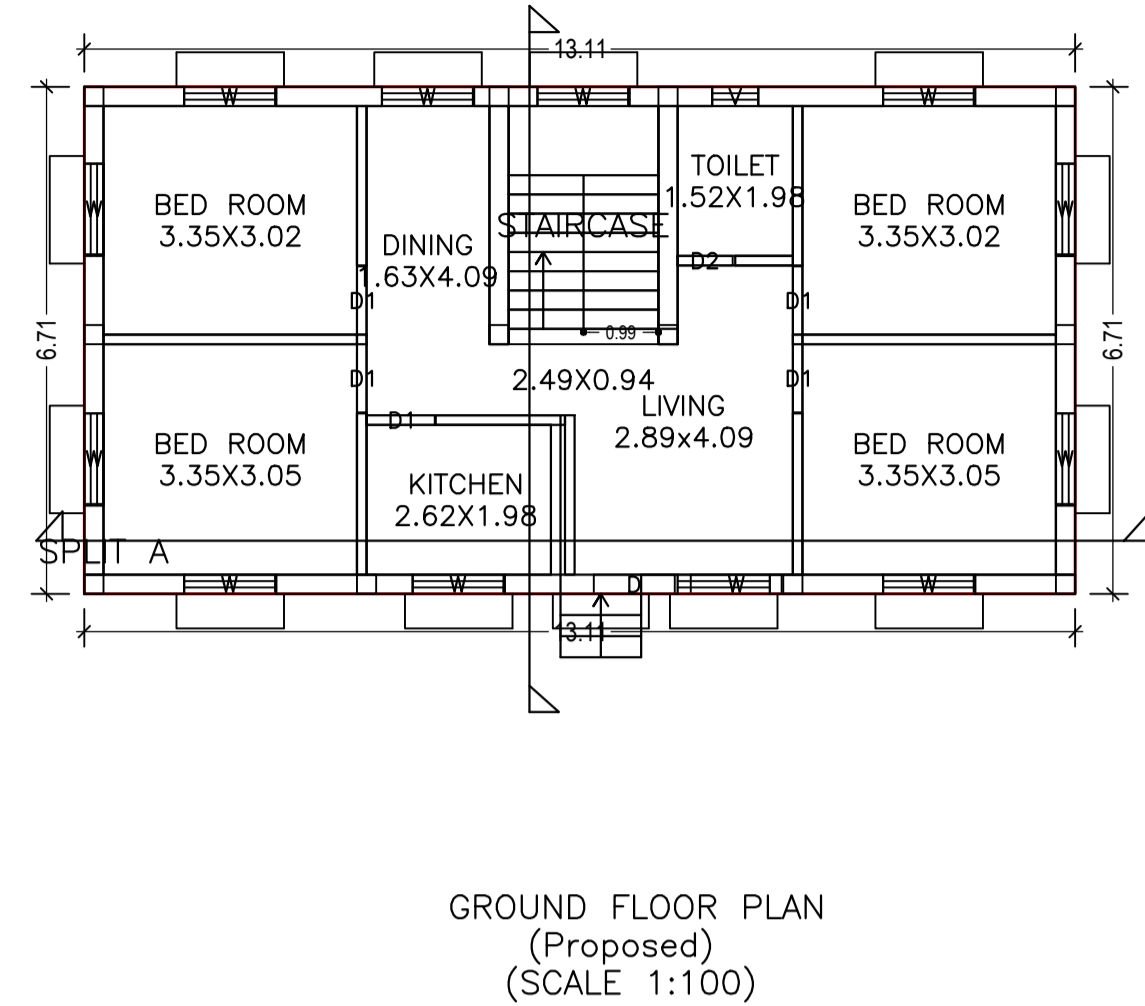 13.11
W
W
W
V
W
TOILET
1.52X1.98
BED ROOM
3.35X3.02
W
STAIRCASE
BED ROOM
3.35X3.02
W
DINING
1.63X4.09
D2
D1
D1
6.71
0.99
6.71
D1
2.49X0.94
D1
LIVING
2.89x4.09
D1
BED ROOM
3.35X3.05
W
KITCHEN
2.62X1.98
BED ROOM
3.35X3.05
W
SPLIT A
W
W
D
W
W
13.11
GROUND FLOOR PLAN
(Proposed)
(SCALE 1:100)